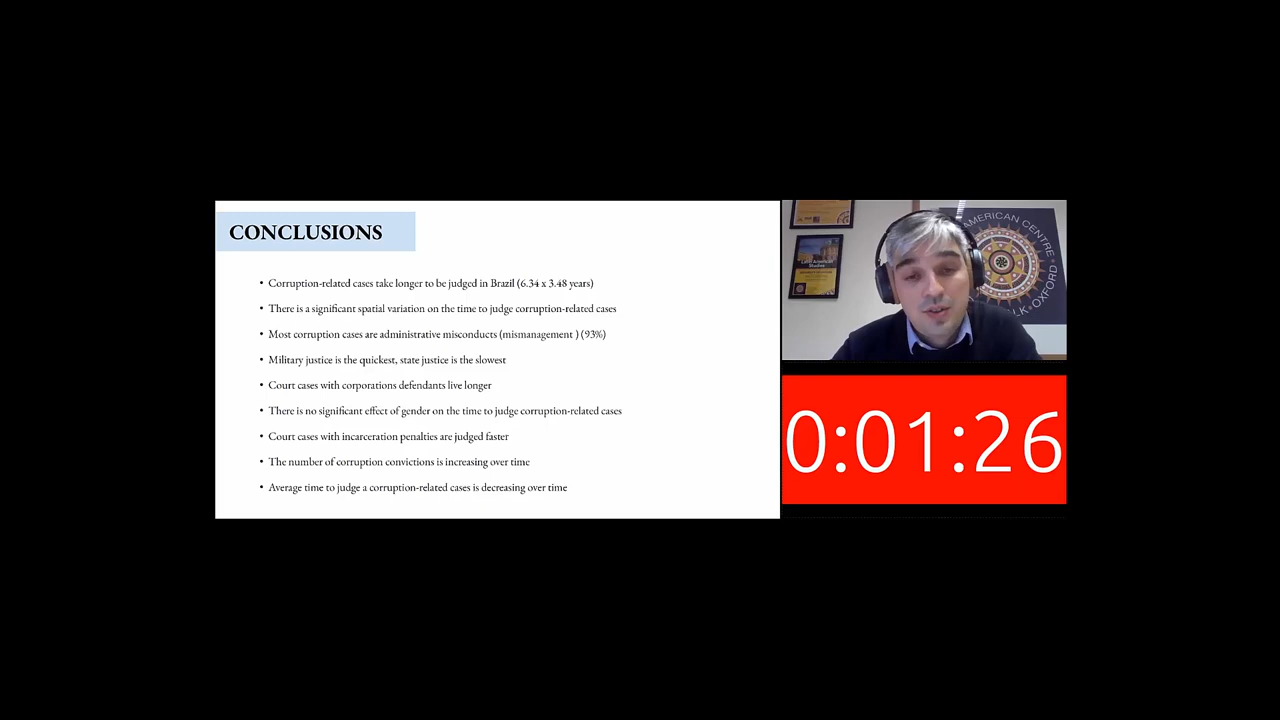 CONCLUSIONS
• Corruption-related cases take longer to be judged in Brazil (6.34 x 3.48 years)
• There is a significant spatial variation on the time to judge corruption-related cases
• Most corruption cases are administrative misconducts (mismanagement ) (93%)
• Military justice is the quickest, state justice is the slowest
• Court cases with corporations defendants live longer
• There is no significant effect of gender on the time to judge corruption-related cases
• Court cases with incarceration penalties are judged faster
• The number of corruption convictions is increasing over time
• Average time to judge a corruption-related cases is decreasing over time
Latin American
Studies
AMERICAN CENTRE
OXFORD
0:01:26